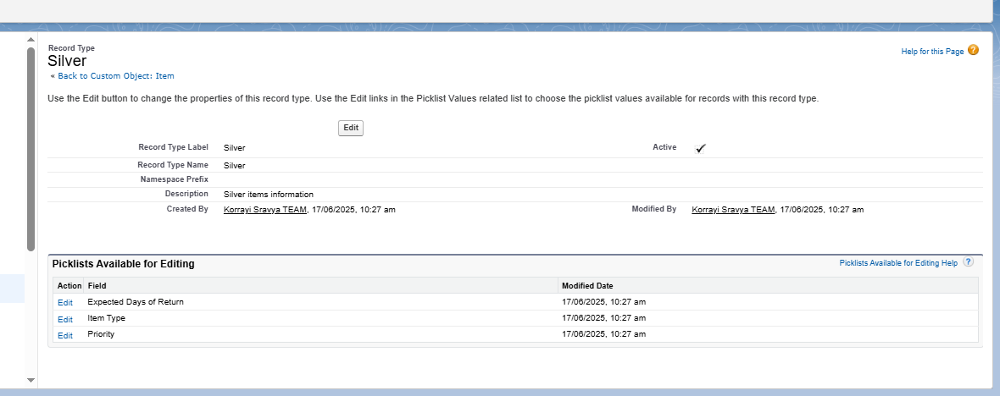 Record Type
Silver
Help for this Page ?
« Back to Custom Object: Item
Use the Edit button to change the properties of this record type. Use the Edit links in the Picklist Values related list to choose the picklist values available for records with this record type.
Edit
Record Type Label Silver Active ✓
Record Type Name Silver
Namespace Prefix
Description Silver items information
Created By Korrayi Sravya TEAM, 17/06/2025, 10:27 am Modified By Korrayi Sravya TEAM, 17/06/2025, 10:27 am
Picklists Available for Editing Picklists Available for Editing Help ?
Action Field Modified Date
Edit Expected Days of Return 17/06/2025, 10:27 am
Edit Item Type 17/06/2025, 10:27 am
Edit Priority 17/06/2025, 10:27 am